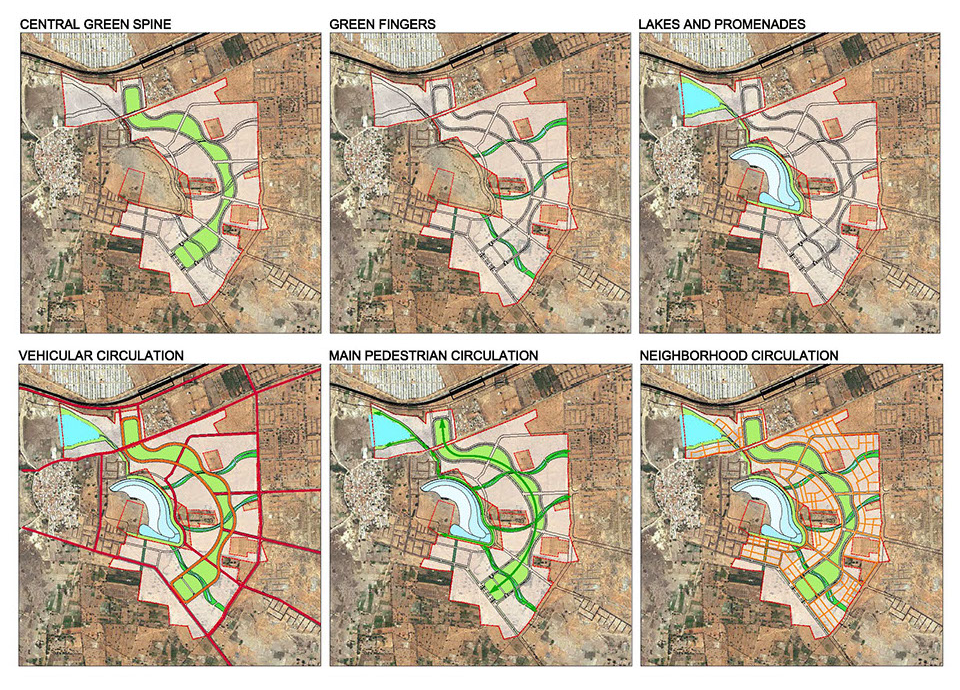 CENTRAL GREEN SPINE
GREEN FINGERS
LAKES AND PROMENADES
VEHICULAR CIRCULATION
MAIN PEDESTRIAN CIRCULATION
NEIGHBORHOOD CIRCULATION